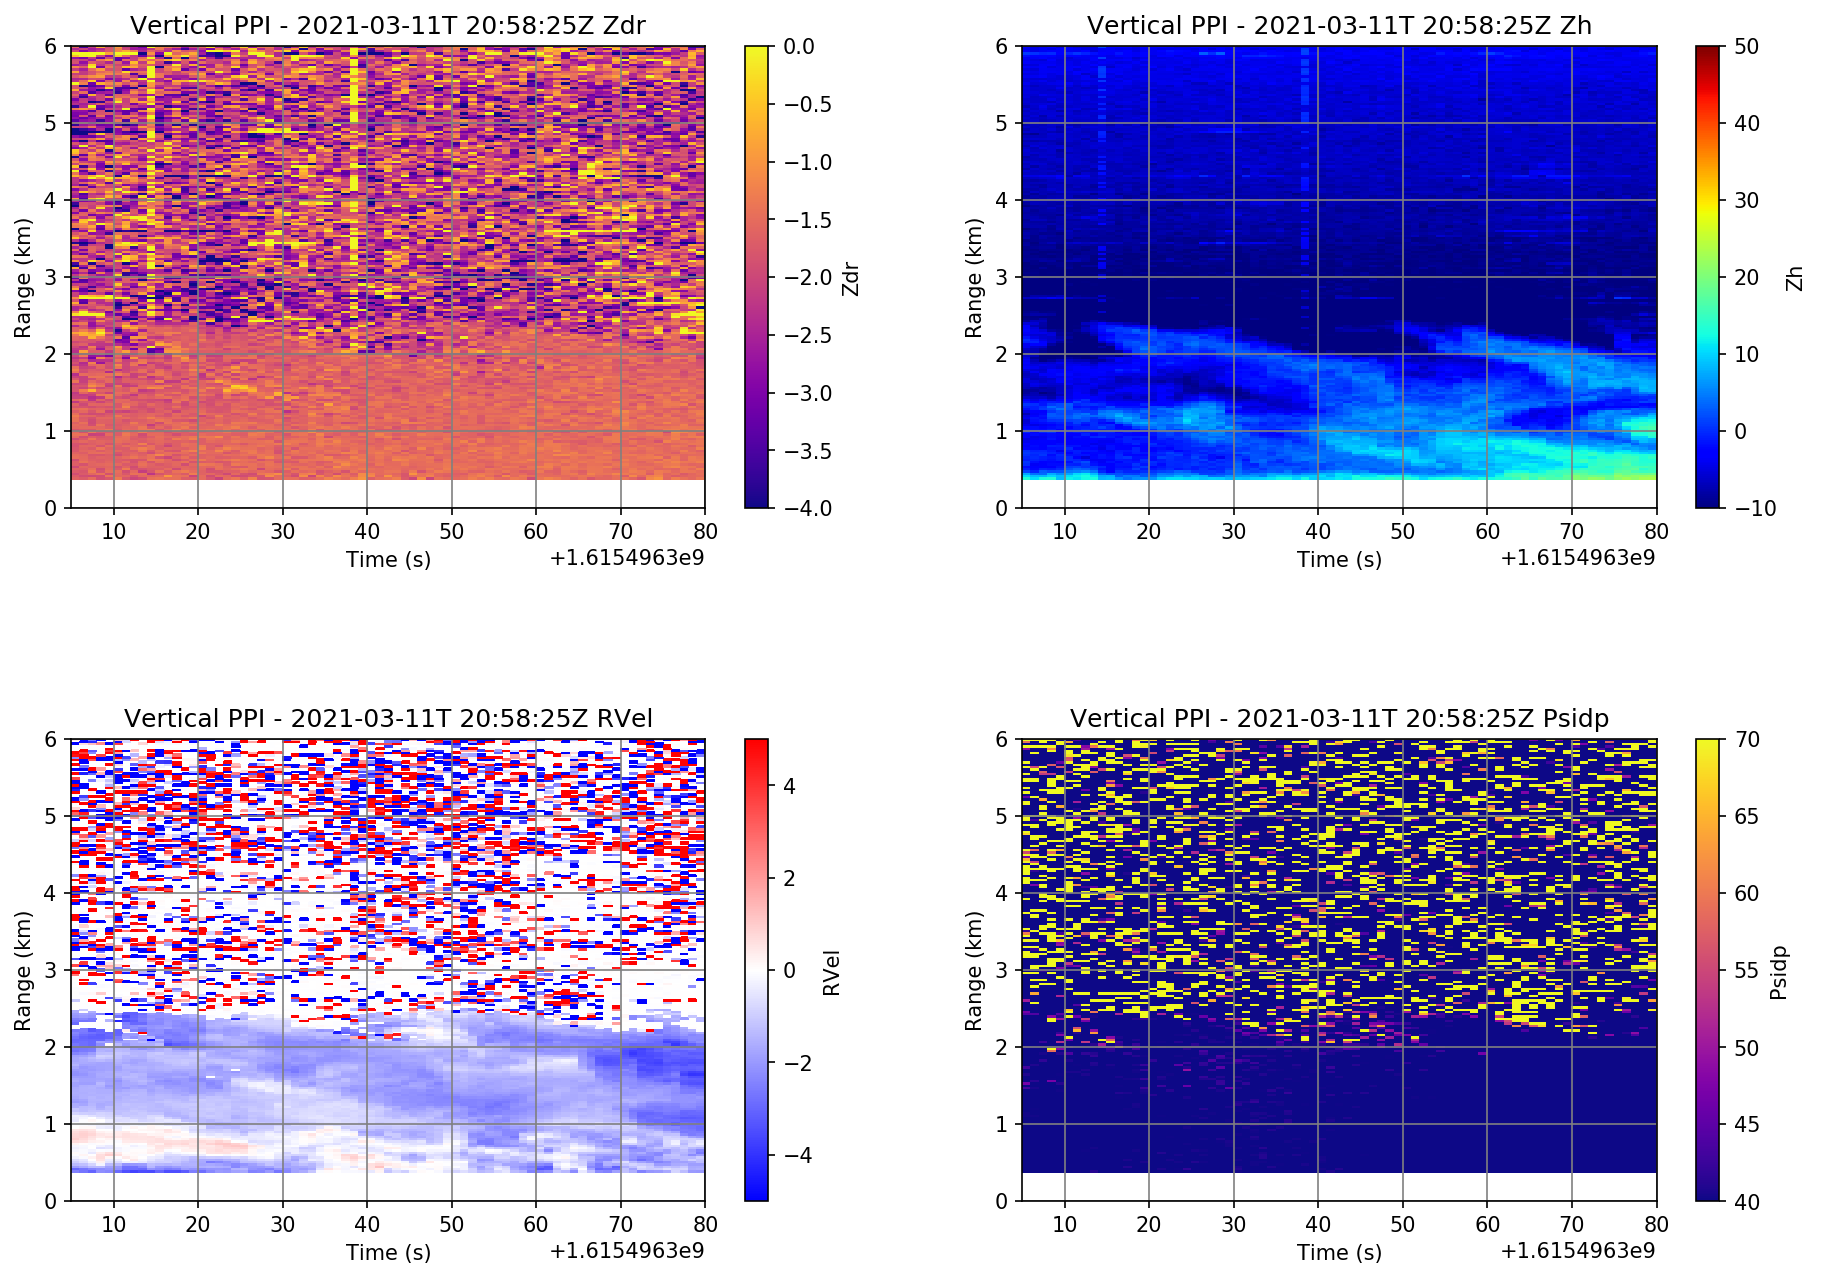 Vertical PPI - 2021-03-11T 20:58:25Z Zdr
6
5
4
3
2
1
0
Range (km)
10 20 30 40 50 60 70 80
Time (s)
+1.6154963e9
0.0
−0.5
−1.0
−1.5
−2.0
−2.5
−3.0
−3.5
−4.0
Zdr
Vertical PPI - 2021-03-11T 20:58:25Z Zh
6
5
4
3
2
1
0
Range (km)
10 20 30 40 50 60 70 80
Time (s)
+1.6154963e9
50
40
30
20
10
0
−10
Zh
Vertical PPI - 2021-03-11T 20:58:25Z RVel
6
5
4
3
2
1
0
Range (km)
10 20 30 40 50 60 70 80
Time (s)
+1.6154963e9
4
2
0
−2
−4
RVel
Vertical PPI - 2021-03-11T 20:58:25Z Psidp
6
5
4
3
2
1
0
Range (km)
10 20 30 40 50 60 70 80
Time (s)
+1.6154963e9
70
65
60
55
50
45
40
Psidp